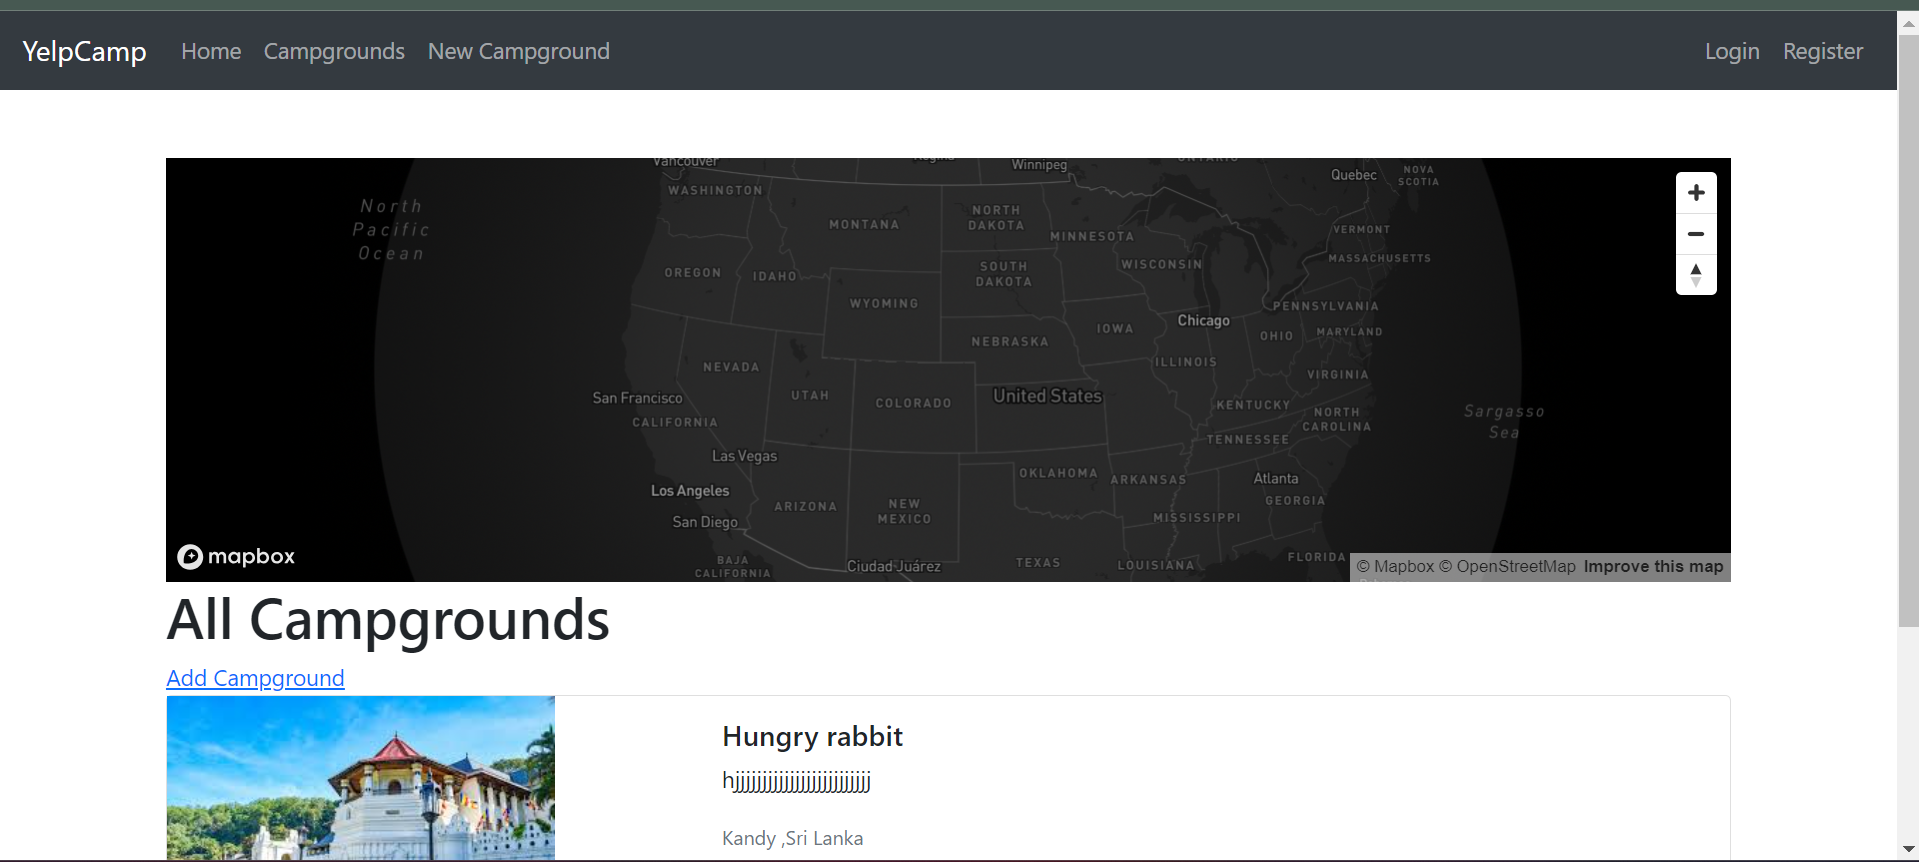 YelpCamp Home Campgrounds New Campground Login Register
Vancouver
Regina
Winnipeg
ONTARIO
Quebec
NOVA
SCOTIA
WASHINGTON
North
Pacific
Ocean
MONTANA
NORTH
DAKOTA
MINNESOTA
VERMONT
MASSACHUSETTS
OREGON
IDAHO
SOUTH
DAKOTA
WISCONSIN
WYOMING
PENNSYLVANIA
Chicago
IOWA
OHIO
MARYLAND
NEBRASKA
ILLINOIS
NEVADA
VIRGINIA
San Francisco
UTAH
COLORADO
United States
KENTUCKY
NORTH
CAROLINA
Sargasso
Sea
CALIFORNIA
TENNESSEE
Las Vegas
OKLAHOMA
ARKANSAS
Atlanta
Los Angeles
GEORGIA
ARIZONA
NEW
MEXICO
San Diego
MISSISSIPPI
mapbox
BAJA
CALIFORNIA
Ciudad Juárez
TEXAS
LOUISIANA
FLORIDA
© Mapbox © OpenStreetMap Improve this map
All Campgrounds
Add Campground
Hungry rabbit
hjjjjjjjjjjjjjjjjjjjjjjjjj
Kandy ,Sri Lanka